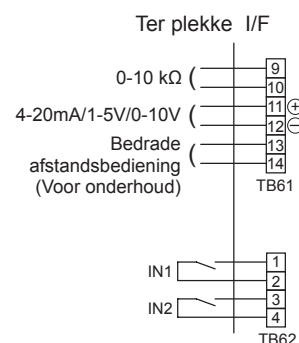 Ter plekke I/F
0-10 kΩ ( 9
10
4-20mA/1-5V/0-10V ( 11 ⊕
12 ⊖
Bedrade
afstandsbediening
(Voor onderhoud) ( 13
14
TB61
IN1 1
2
IN2 3
4
TB62